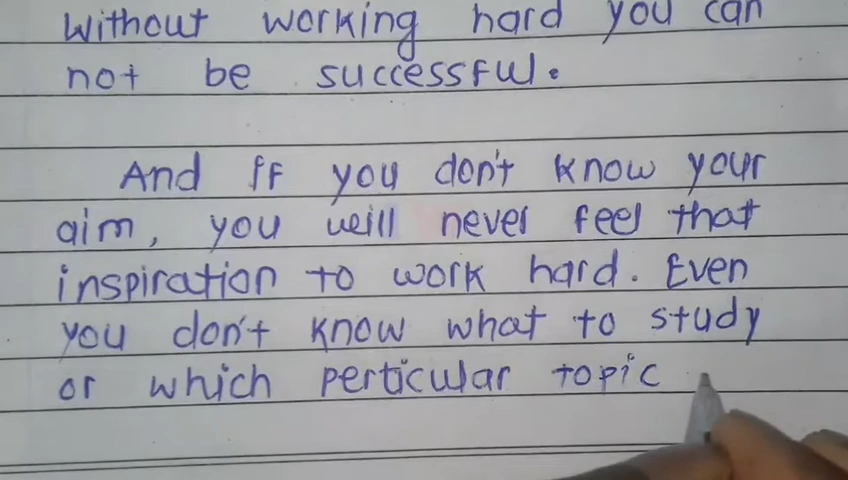 Without working hard you can
not be successful.
And if you don't know your
aim, you will never feel that
inspiration to work hard. Even
you don't know what to study
or which perticular topic